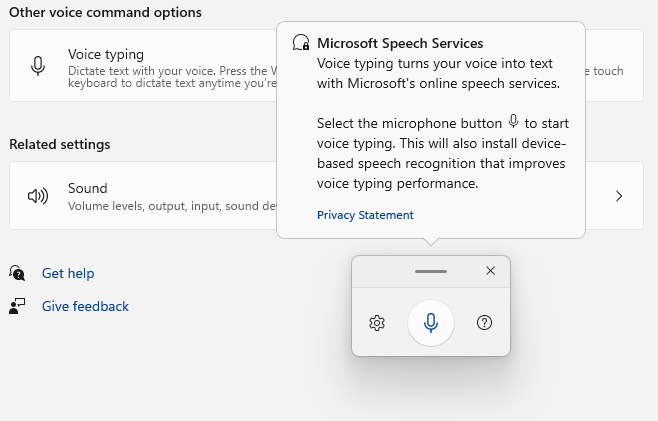 Other voice command options
Voice typing
Dictate text with your voice. Press the W
e touch
keyboard to dictate text anytime you're
Microsoft Speech Services
Voice typing turns your voice into text
with Microsoft's online speech services.
Select the microphone button to start
voice typing. This will also install device-
based speech recognition that improves
voice typing performance.
Privacy Statement
Related settings
Sound
Volume levels, output, input, sound de
Get help
Give feedback